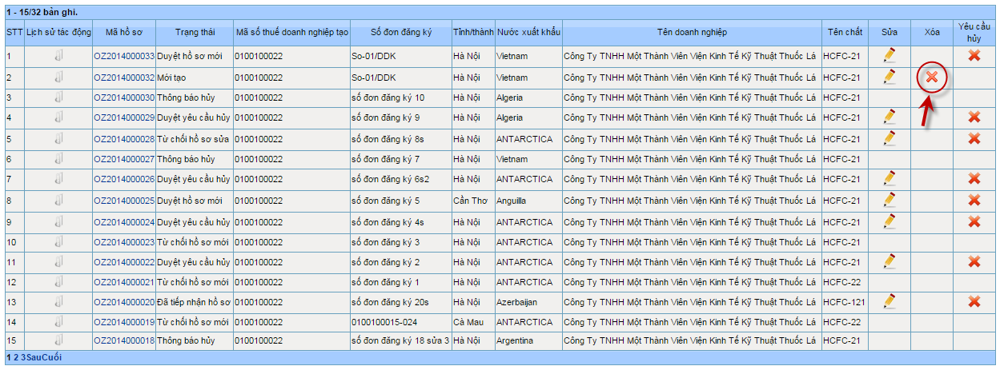 1 - 15/32 bản ghi.
STT Lịch sử tác động Mã hồ sơ Trạng thái Mã số thuế doanh nghiệp tạo Số đơn đăng ký Tỉnh/thành Nước xuất khẩu Tên doanh nghiệp Tên chất Sửa Xóa Yêu cầu hủy
1 OZ2014000033 Duyệt hồ sơ mới 0100100022 So-01/DDK Hà Nội Vietnam Công Ty TNHH Một Thành Viên Viện Kinh Tế Kỹ Thuật Thuốc Lá HCFC-21
2 OZ2014000032 Mới tạo 0100100022 So-01/DDK Hà Nội Vietnam Công Ty TNHH Một Thành Viên Viện Kinh Tế Kỹ Thuật Thuốc Lá HCFC-21
3 OZ2014000030 Thông báo hủy 0100100022 số đơn đăng ký 10 Hà Nội Algeria Công Ty TNHH Một Thành Viên Viện Kinh Tế Kỹ Thuật Thuốc Lá HCFC-21
4 OZ2014000029 Duyệt yêu cầu hủy 0100100022 số đơn đăng ký 9 Hà Nội Algeria Công Ty TNHH Một Thành Viên Viện Kinh Tế Kỹ Thuật Thuốc Lá HCFC-21
5 OZ2014000028 Từ chối hồ sơ sửa 0100100022 số đơn đăng ký 8s Hà Nội ANTARCTICA Công Ty TNHH Một Thành Viên Viện Kinh Tế Kỹ Thuật Thuốc Lá HCFC-21
6 OZ2014000027 Thông báo hủy 0100100022 số đơn đăng ký 7 Hà Nội Vietnam Công Ty TNHH Một Thành Viên Viện Kinh Tế Kỹ Thuật Thuốc Lá HCFC-21
7 OZ2014000026 Duyệt yêu cầu hủy 0100100022 số đơn đăng ký 6s2 Hà Nội ANTARCTICA Công Ty TNHH Một Thành Viên Viện Kinh Tế Kỹ Thuật Thuốc Lá HCFC-21
8 OZ2014000025 Duyệt hồ sơ mới 0100100022 số đơn đăng ký 5 Cần Thơ Anguilla Công Ty TNHH Một Thành Viên Viện Kinh Tế Kỹ Thuật Thuốc Lá HCFC-21
9 OZ2014000024 Duyệt yêu cầu hủy 0100100022 số đơn đăng ký 4s Hà Nội ANTARCTICA Công Ty TNHH Một Thành Viên Viện Kinh Tế Kỹ Thuật Thuốc Lá HCFC-21
10 OZ2014000023 Từ chối hồ sơ mới 0100100022 số đơn đăng ký 3 Hà Nội ANTARCTICA Công Ty TNHH Một Thành Viên Viện Kinh Tế Kỹ Thuật Thuốc Lá HCFC-21
11 OZ2014000022 Duyệt yêu cầu hủy 0100100022 số đơn đăng ký 2 Hà Nội ANTARCTICA Công Ty TNHH Một Thành Viên Viện Kinh Tế Kỹ Thuật Thuốc Lá HCFC-21
12 OZ2014000021 Từ chối hồ sơ mới 0100100022 số đơn đăng ký 1 Hà Nội ANTARCTICA Công Ty TNHH Một Thành Viên Viện Kinh Tế Kỹ Thuật Thuốc Lá HCFC-22
13 OZ2014000020 Đã tiếp nhận hồ sơ 0100100022 số đơn đăng ký 20s Hà Nội Azerbaijan Công Ty TNHH Một Thành Viên Viện Kinh Tế Kỹ Thuật Thuốc Lá HCFC-121
14 OZ2014000019 Từ chối hồ sơ mới 0100100022 0100100015-024 Cà Mau ANTARCTICA Công Ty TNHH Một Thành Viên Viện Kinh Tế Kỹ Thuật Thuốc Lá HCFC-22
15 OZ2014000018 Thông báo hủy 0100100022 số đơn đăng ký 18 sửa 3 Hà Nội Argentina Công Ty TNHH Một Thành Viên Viện Kinh Tế Kỹ Thuật Thuốc Lá HCFC-21
1 2 3SauCuối